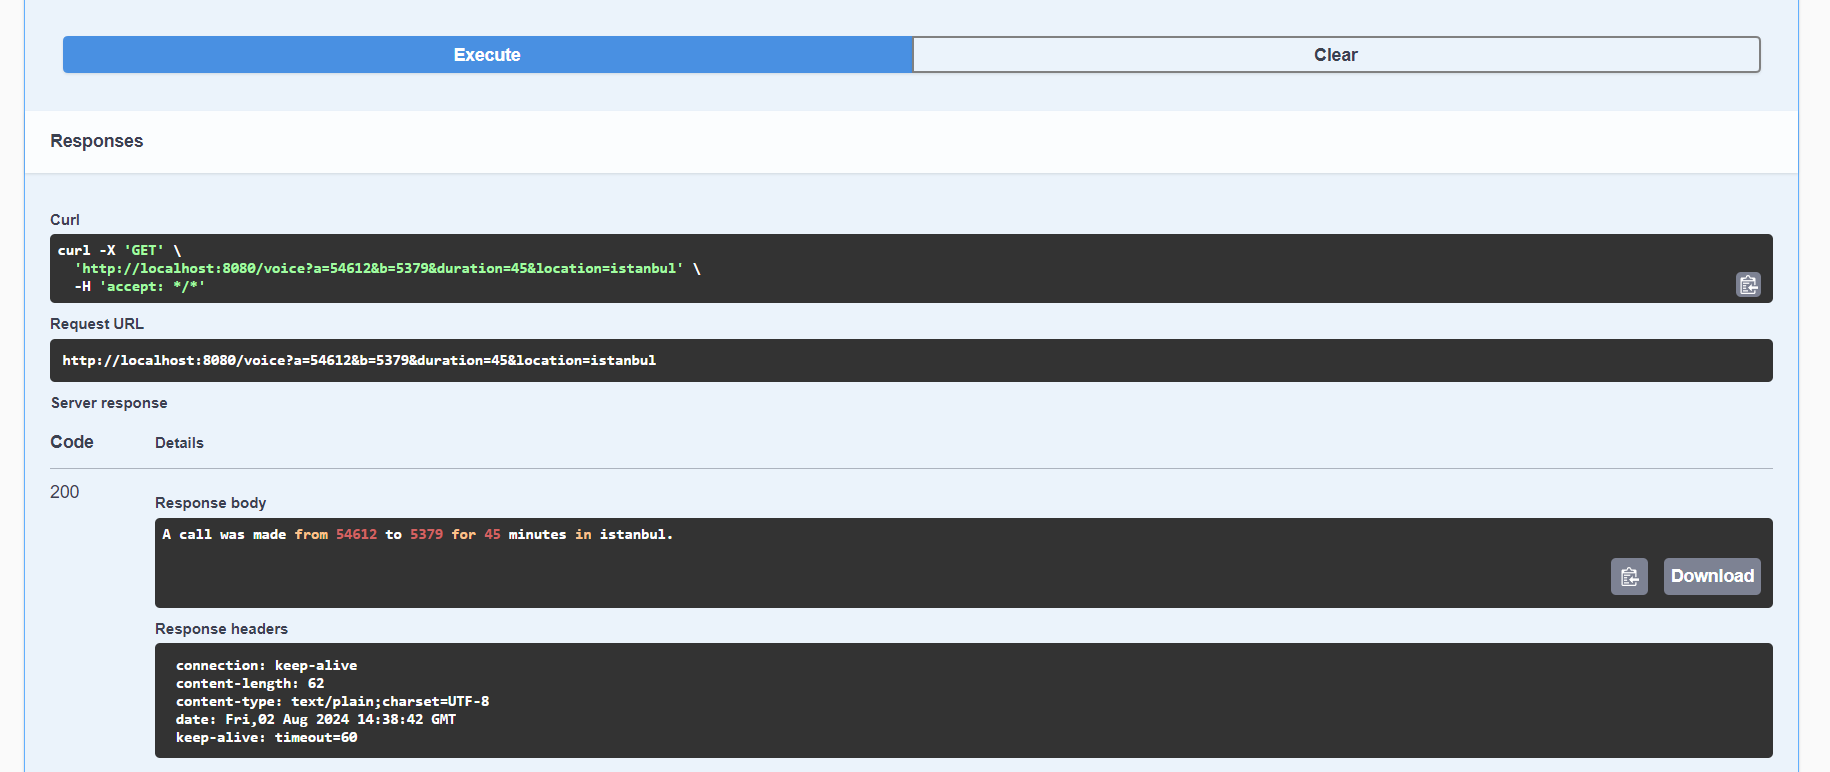 Execute
Clear
Responses
Curl
curl -X 'GET' \
'http://localhost:8080/voice?a=54612&b=5379&duration=45&location=istanbul' \
-H 'accept: */*'
Request URL
http://localhost:8080/voice?a=54612&b=5379&duration=45&location=istanbul
Server response
Code Details
200
Response body
A call was made from 54612 to 5379 for 45 minutes in istanbul.
Download
Response headers
connection: keep-alive
content-length: 62
content-type: text/plain;charset=UTF-8
date: Fri,02 Aug 2024 14:38:42 GMT
keep-alive: timeout=60